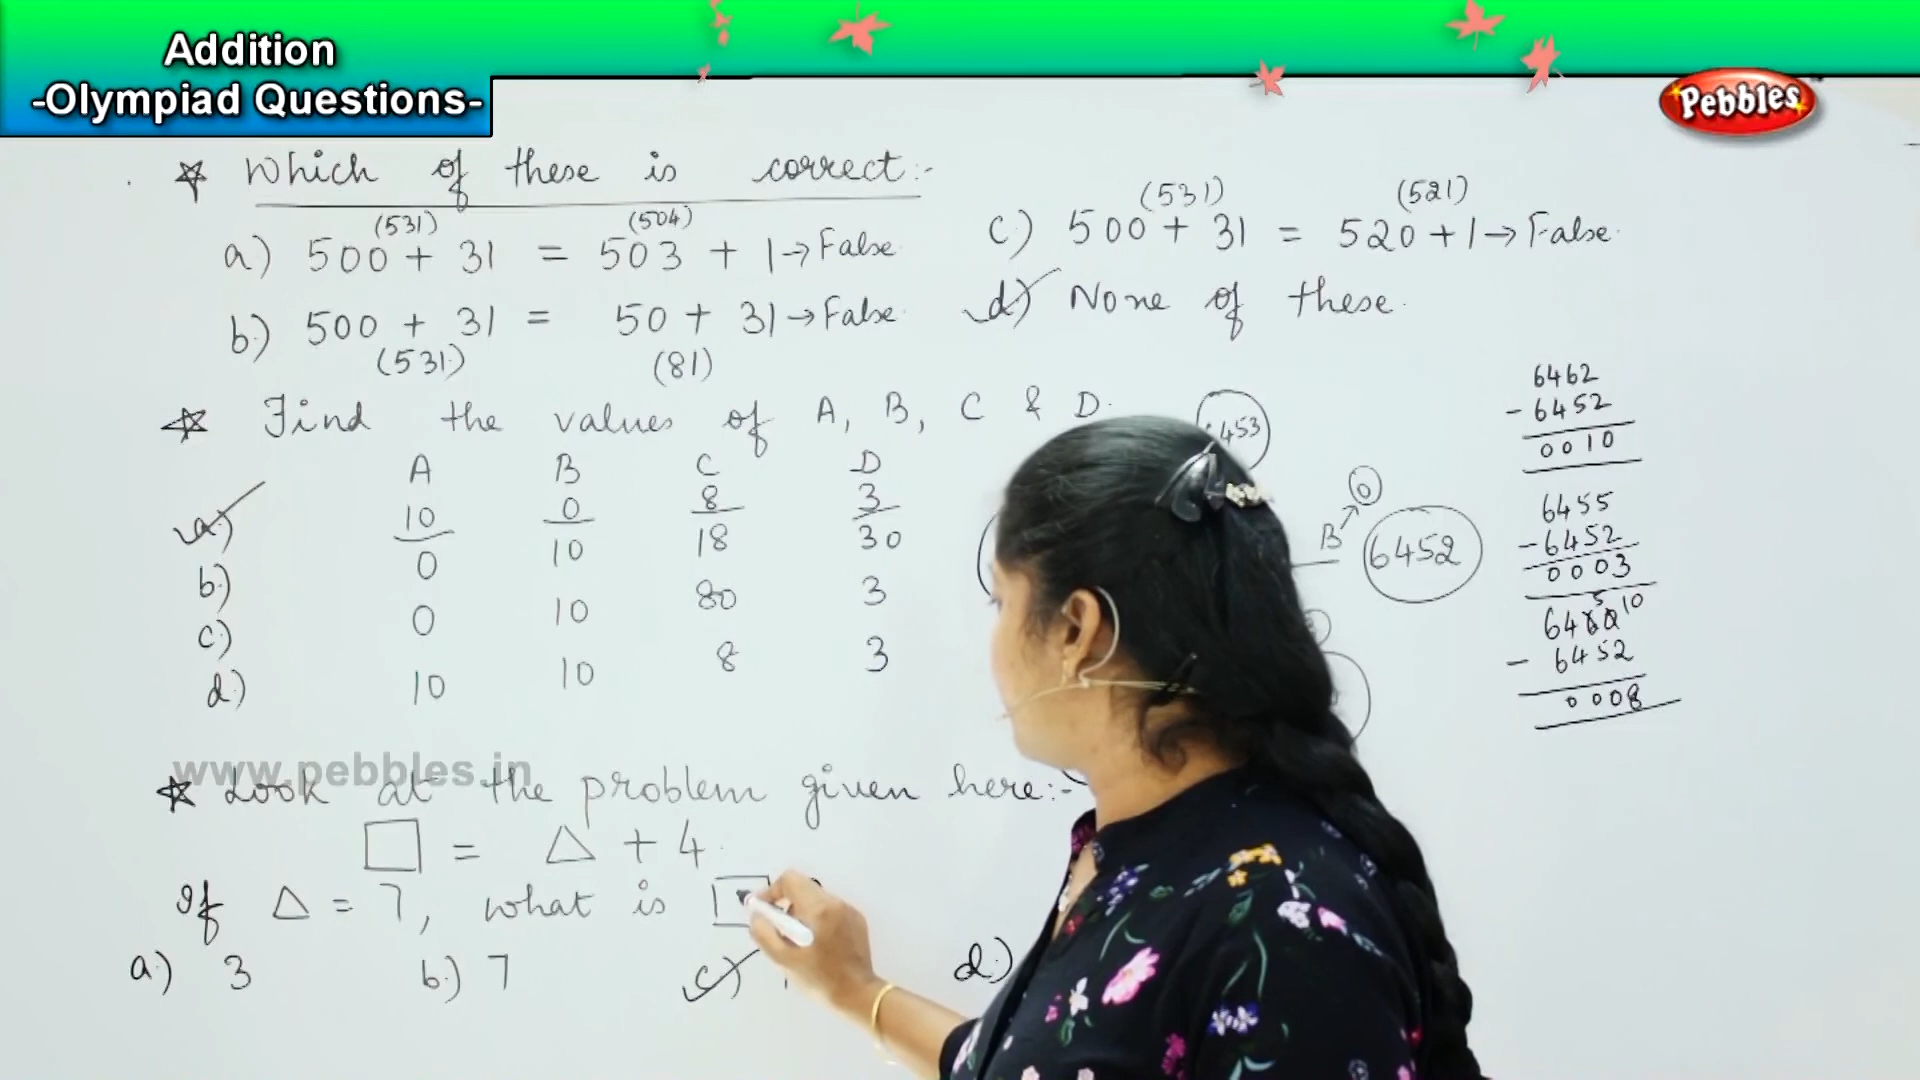 Addition
-Olympiad Questions-
Pebbles
☆ Which of these is correct:-
(531) (504)
a) 500 + 31 = 503 + 1 → False
b) 500 + 31 = 50 + 31 → False
(531) (81)
(531) (521)
c) 500 + 31 = 520 + 1 → False
d) None of these.
☆ Find the values of A, B, C & D.
A B C D
a) 10 0 8 3
b) 0 10 18 30
c) 0 10 80 3
d) 10 10 8 3
453
B → 0
6452
6462
- 6452
0010
6455
- 6452
0003
5 10
6460
- 6452
0008
www.pebbles.in
☆ Look at the problem given here:-
□ = △ + 4.
If △ = 7, what is □
a) 3 b) 7 c) d)